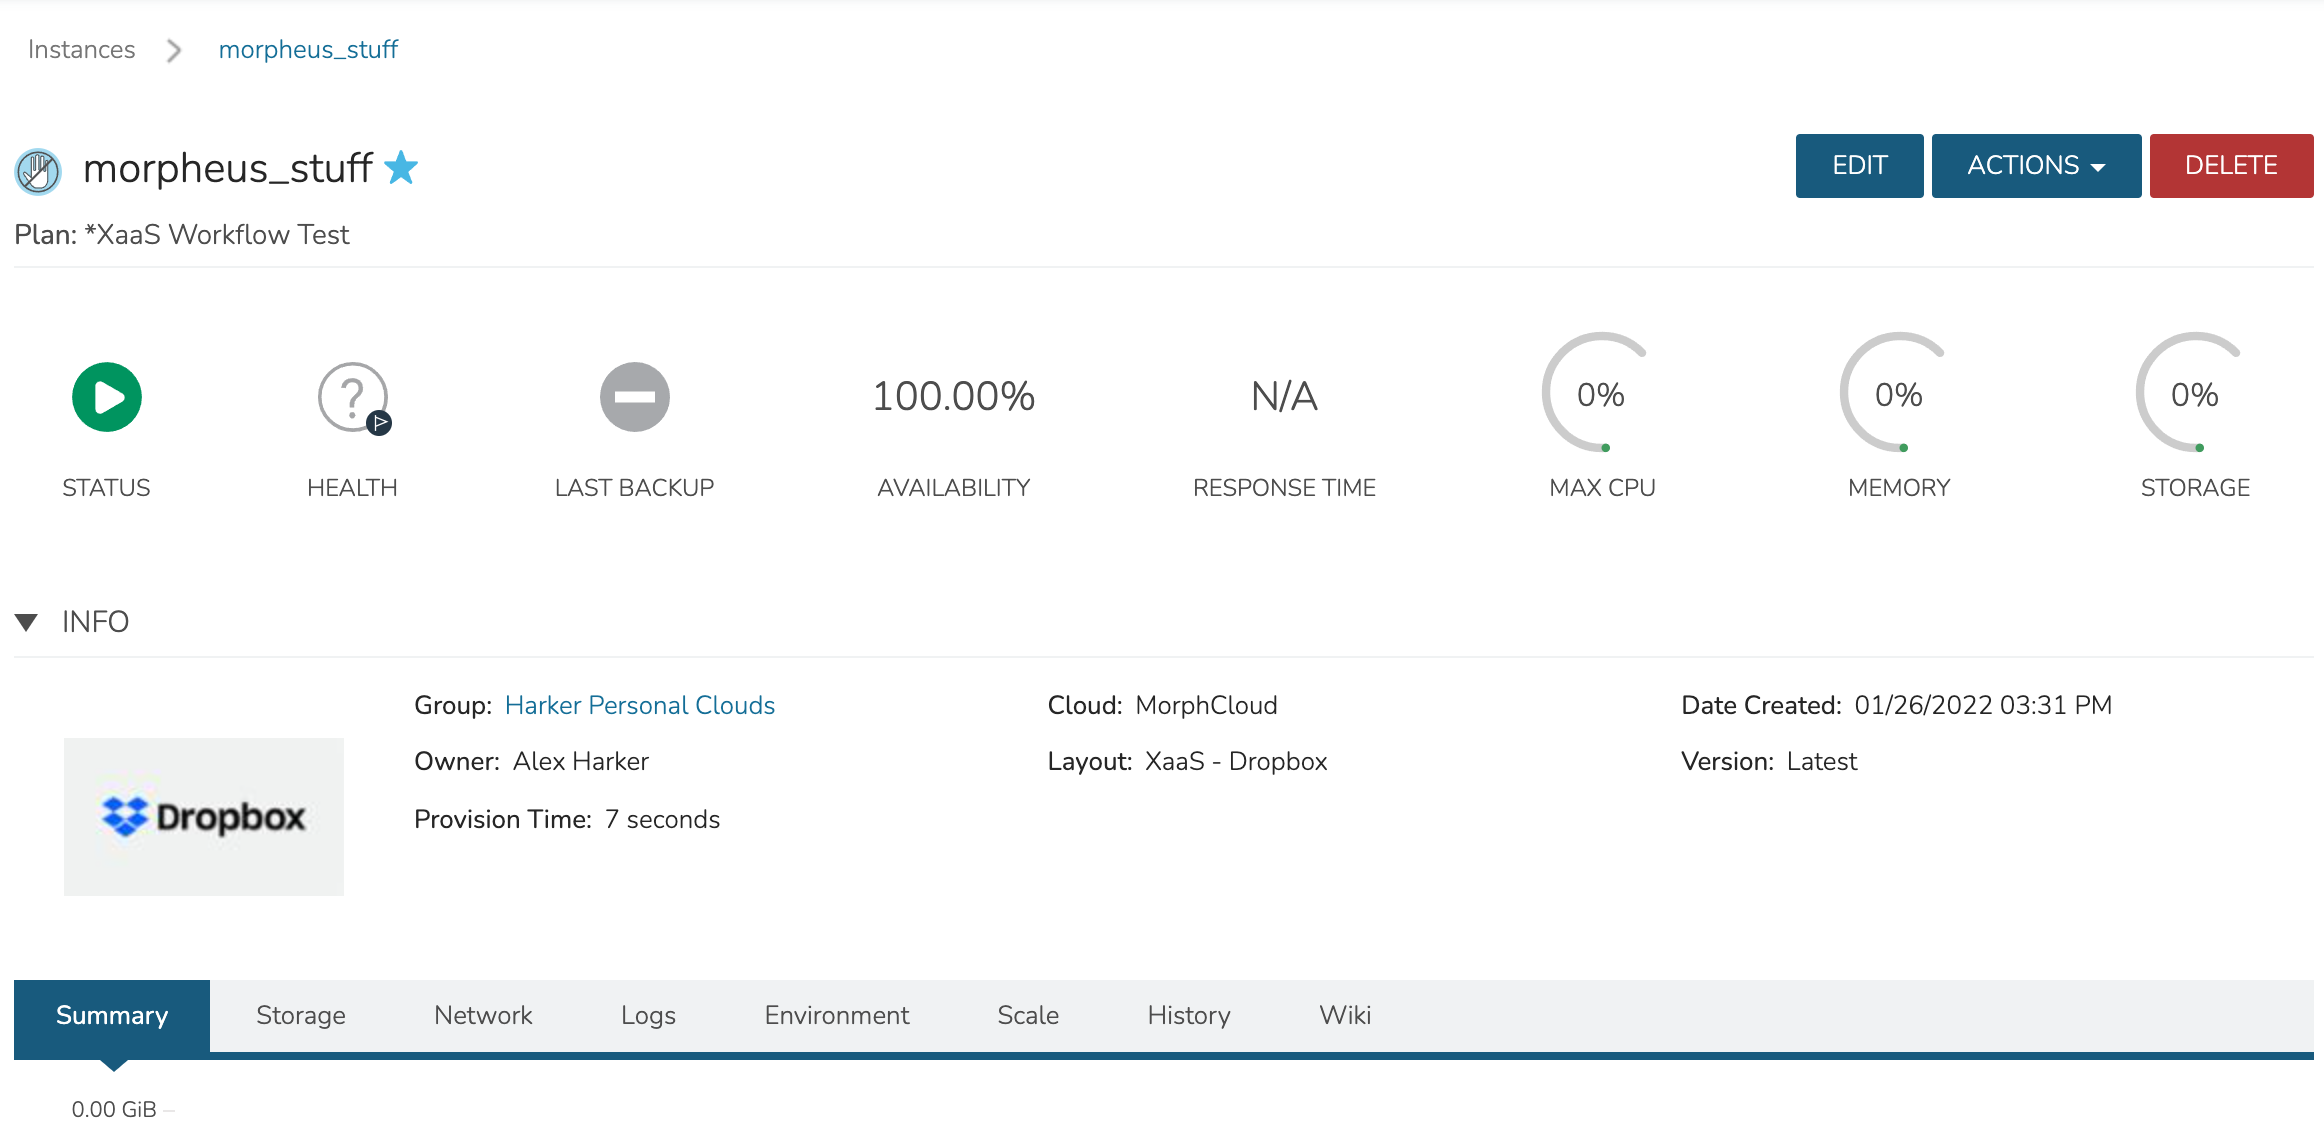 Instances morpheus_stuff
morpheus_stuff
EDIT ACTIONS DELETE
Plan: *XaaS Workflow Test
? 100.00% N/A 0% 0% 0%
STATUS HEALTH LAST BACKUP AVAILABILITY RESPONSE TIME MAX CPU MEMORY STORAGE
INFO
Group: Harker Personal Clouds Cloud: MorphCloud Date Created: 01/26/2022 03:31 PM
Owner: Alex Harker Layout: XaaS - Dropbox Version: Latest
Dropbox
Provision Time: 7 seconds
Summary Storage Network Logs Environment Scale History Wiki
0.00 GiB